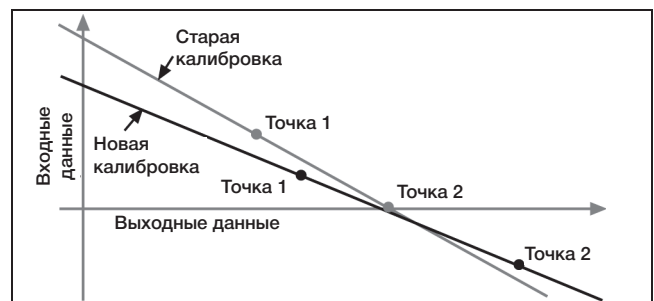 Старая
калибровка
Точка 1
Входные
данные
Новая
калибровка
Точка 1
Точка 2
Выходные данные
Точка 2